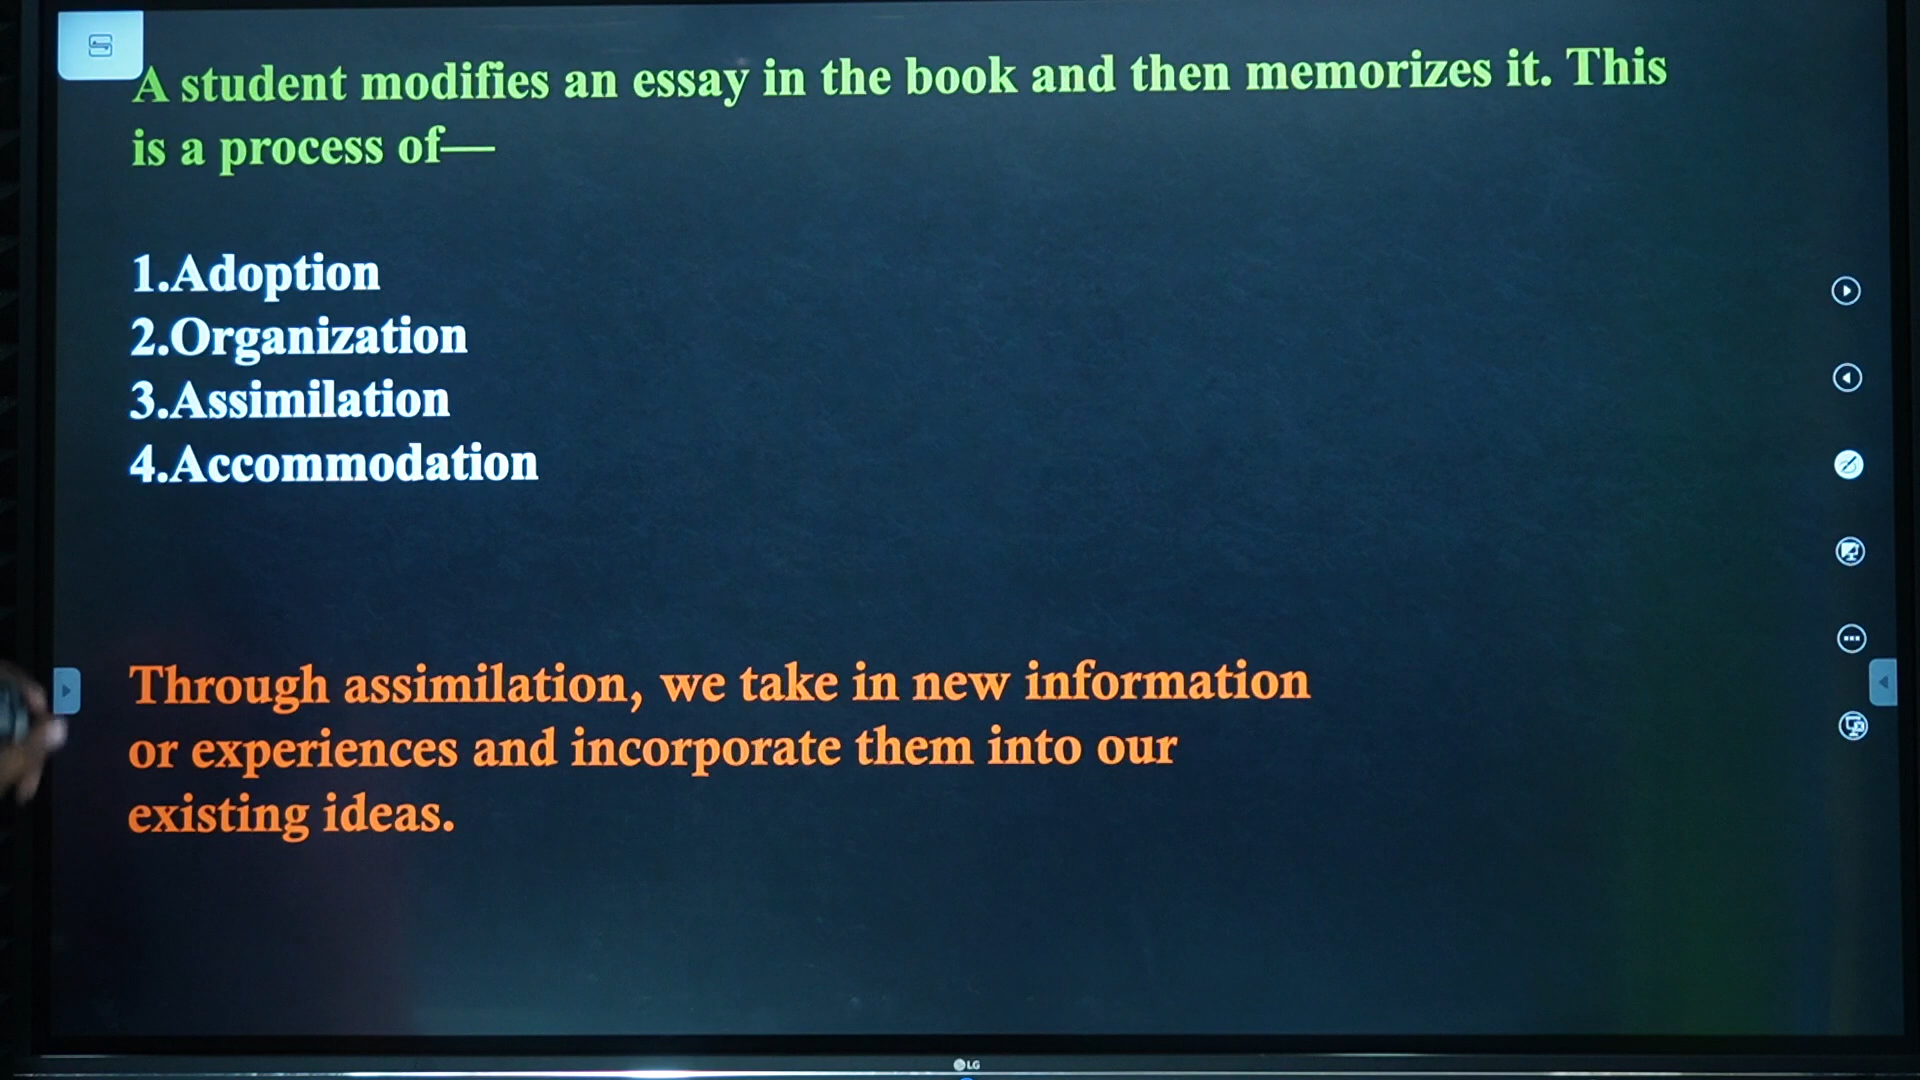 A student modifies an essay in the book and then memorizes it. This
is a process of—
1.Adoption
2.Organization
3.Assimilation
4.Accommodation
Through assimilation, we take in new information
or experiences and incorporate them into our
existing ideas.
LG